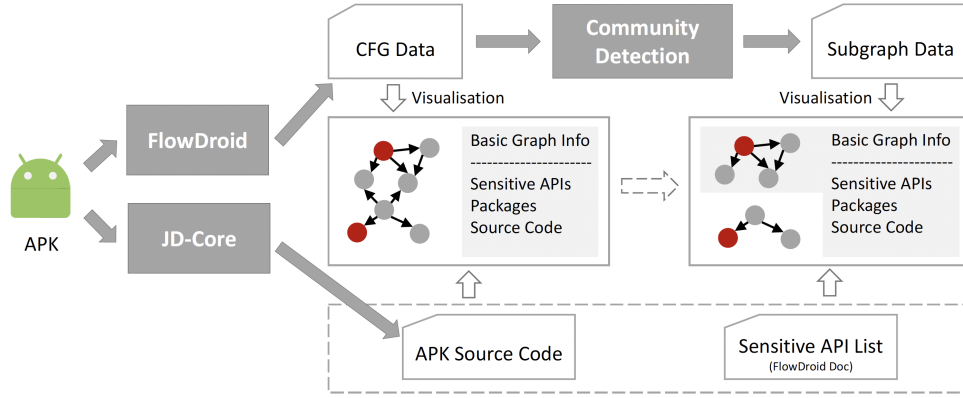 CFG Data
Community
Detection
Subgraph Data
Visualisation
Visualisation
FlowDroid
Basic Graph Info
----------------
Sensitive APIs
Packages
Source Code
Basic Graph Info
----------------
Sensitive APIs
Packages
Source Code
APK
JD-Core
APK Source Code
Sensitive API List
(FlowDroid Doc)